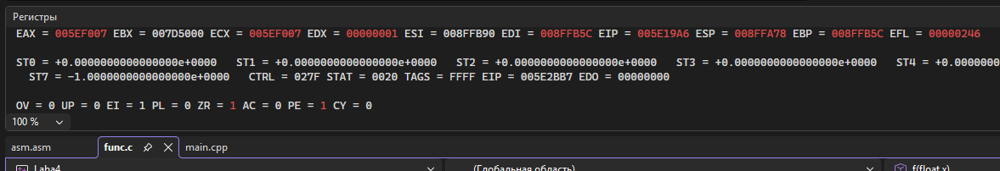 Регистры
EAX = 005EF007 EBX = 007D5000 ECX = 005EF007 EDX = 00000001 ESI = 008FFB90 EDI = 008FFB5C EIP = 005E19A6 ESP = 008FFA78 EBP = 008FFB5C EFL = 00000246
ST0 = +0.0000000000000000e+0000 ST1 = +0.0000000000000000e+0000 ST2 = +0.0000000000000000e+0000 ST3 = +0.0000000000000000e+0000 ST4 = +0.0000000
ST7 = -1.0000000000000000e+0000 CTRL = 027F STAT = 0020 TAGS = FFFF EIP = 005E2BB7 EDO = 00000000
OV = 0 UP = 0 EI = 1 PL = 0 ZR = 1 AC = 0 PE = 1 CY = 0
100 %
asm.asm func.c main.cpp
Laba4 (Глобальная область) f(float x)